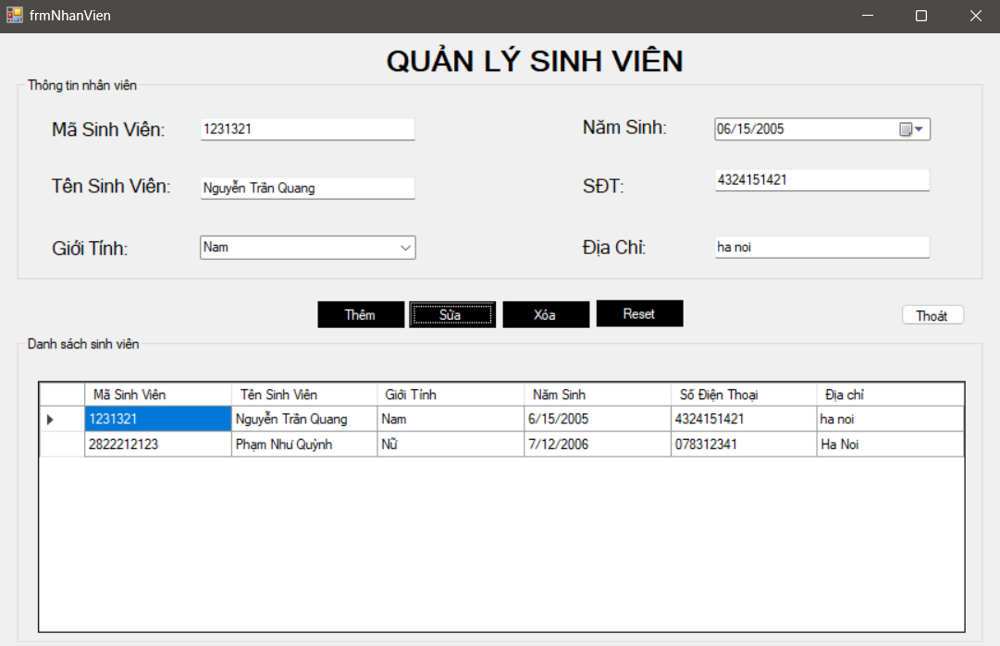 frmNhanVien
QUẢN LÝ SINH VIÊN
Thông tin nhân viên
Mã Sinh Viên: 1231321 Năm Sinh: 06/15/2005
Tên Sinh Viên: Nguyễn Trần Quang SĐT: 4324151421
Giới Tính: Nam Địa Chỉ: ha noi
Thêm Sửa Xóa Reset Thoát
Danh sách sinh viên
Mã Sinh Viên Tên Sinh Viên Giới Tính Năm Sinh Số Điện Thoại Địa chỉ
1231321 Nguyễn Trần Quang Nam 6/15/2005 4324151421 ha noi
2822212123 Phạm Như Quỳnh Nữ 7/12/2006 078312341 Ha Noi